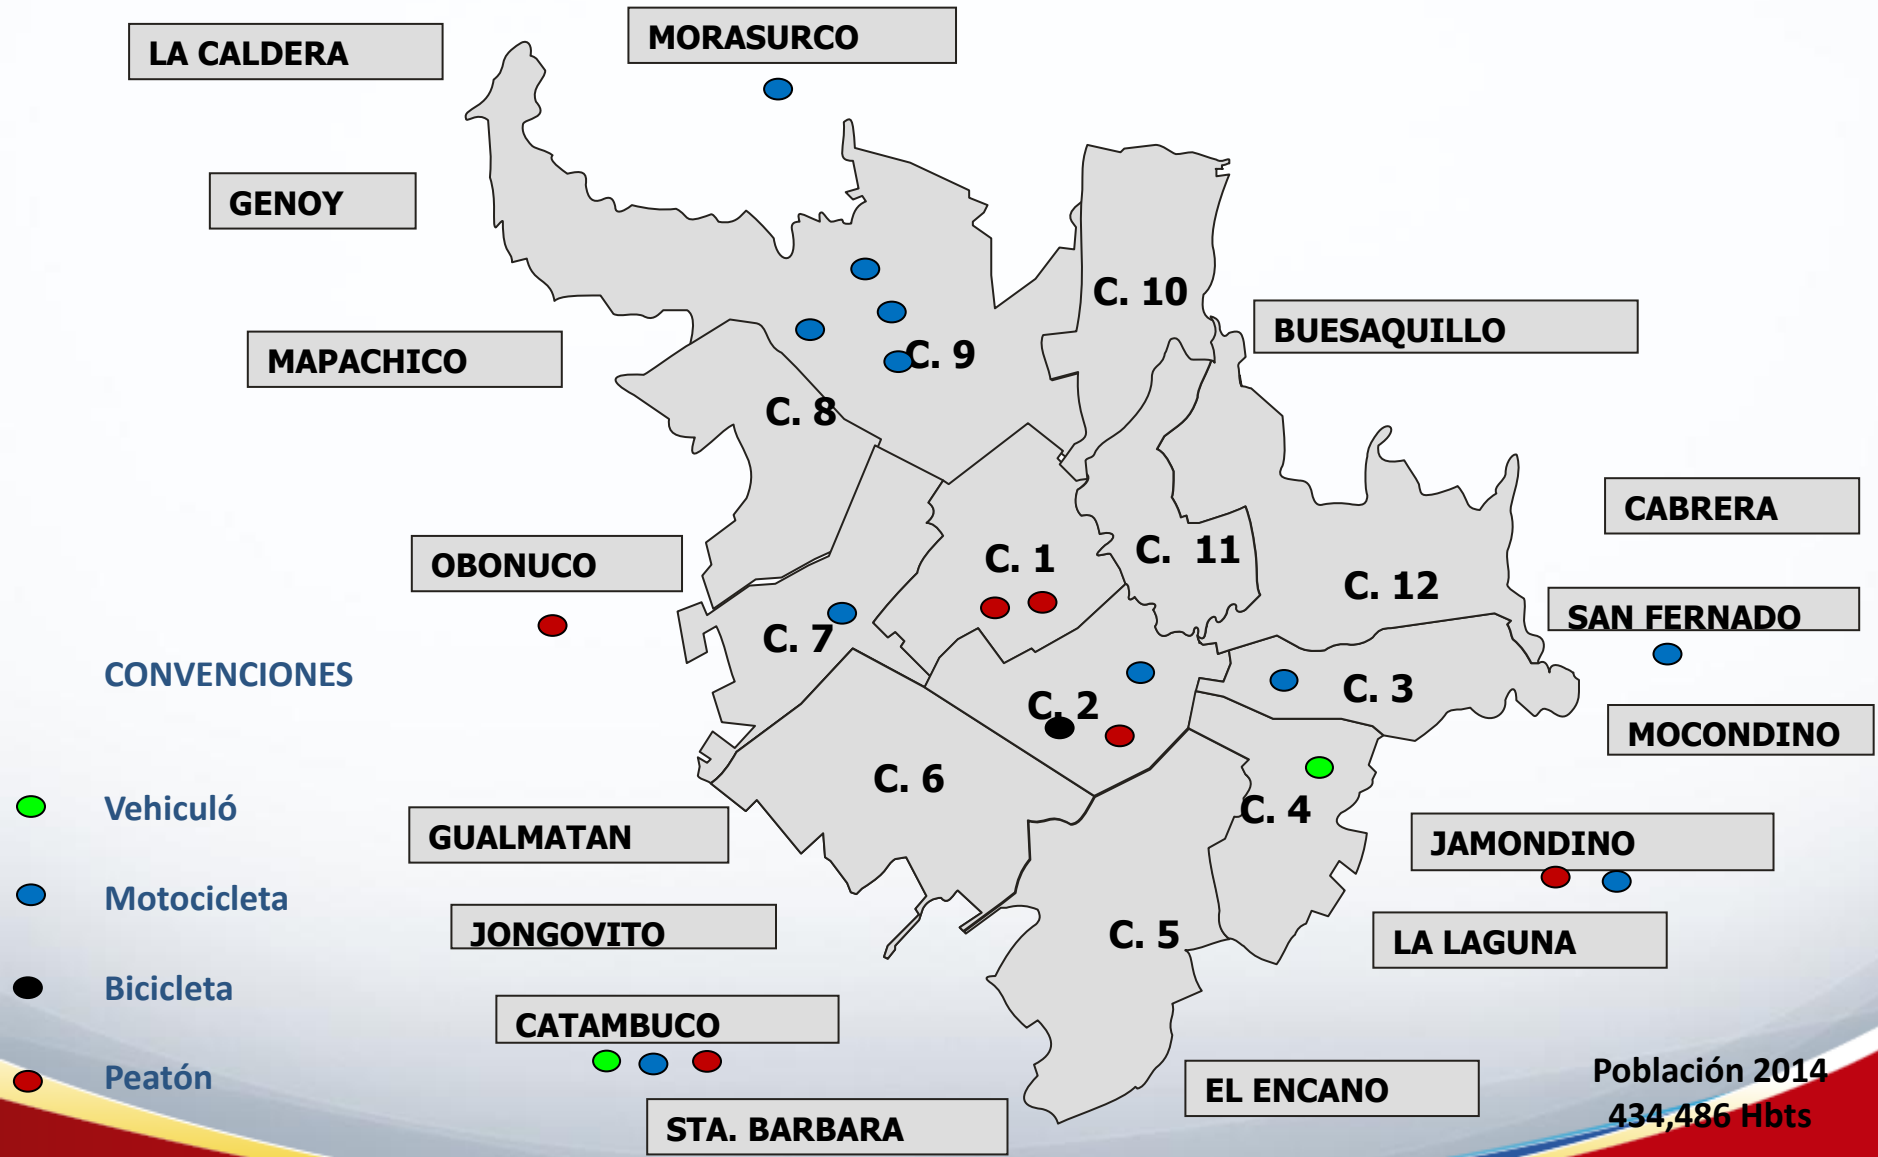 LA CALDERA
MORASURCO
GENOY
C. 10
BUESAQUILLO
MAPACHICO
C. 9
C. 8
CABRERA
OBONUCO
C. 1
C. 11
C. 12
SAN FERNADO
C. 7
CONVENCIONES
C. 3
C. 2
MOCONDINO
C. 6
Vehiculó
C. 4
GUALMATAN
JAMONDINO
Motocicleta
JONGOVITO
C. 5
LA LAGUNA
Bicicleta
CATAMBUCO
Peatón
EL ENCANO
Población 2014
434,486 Hbts
STA. BARBARA